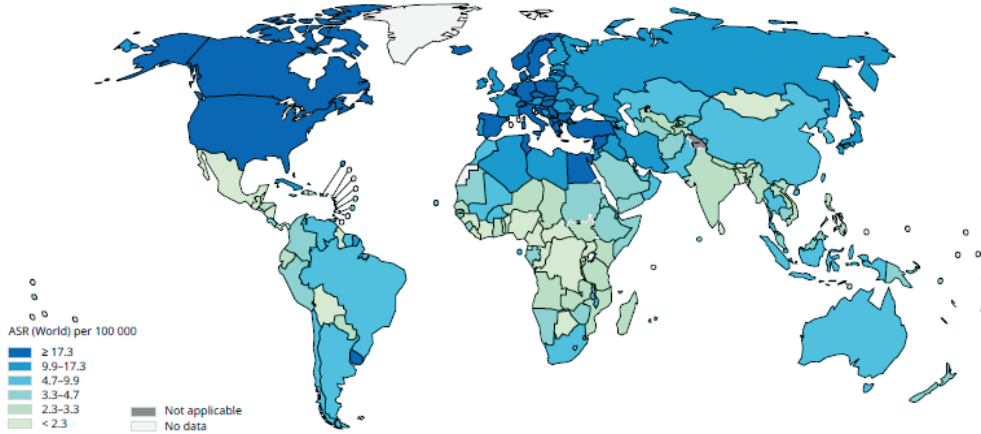 ASR (World) per 100 000
≥ 17.3
9.9–17.3
4.7–9.9
3.3–4.7
2.3–3.3
< 2.3
Not applicable
No data